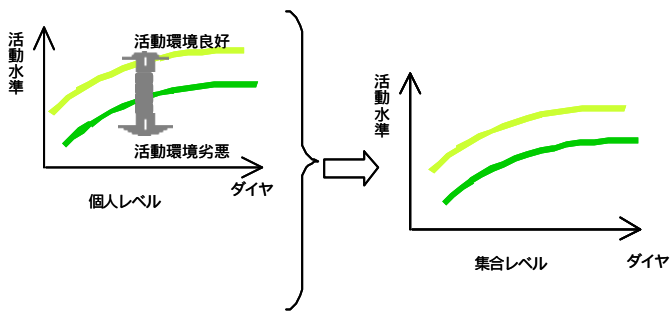 活動水準
活動環境良好
活動環境劣悪
ダイヤ
個人レベル
活動水準
ダイヤ
集合レベル